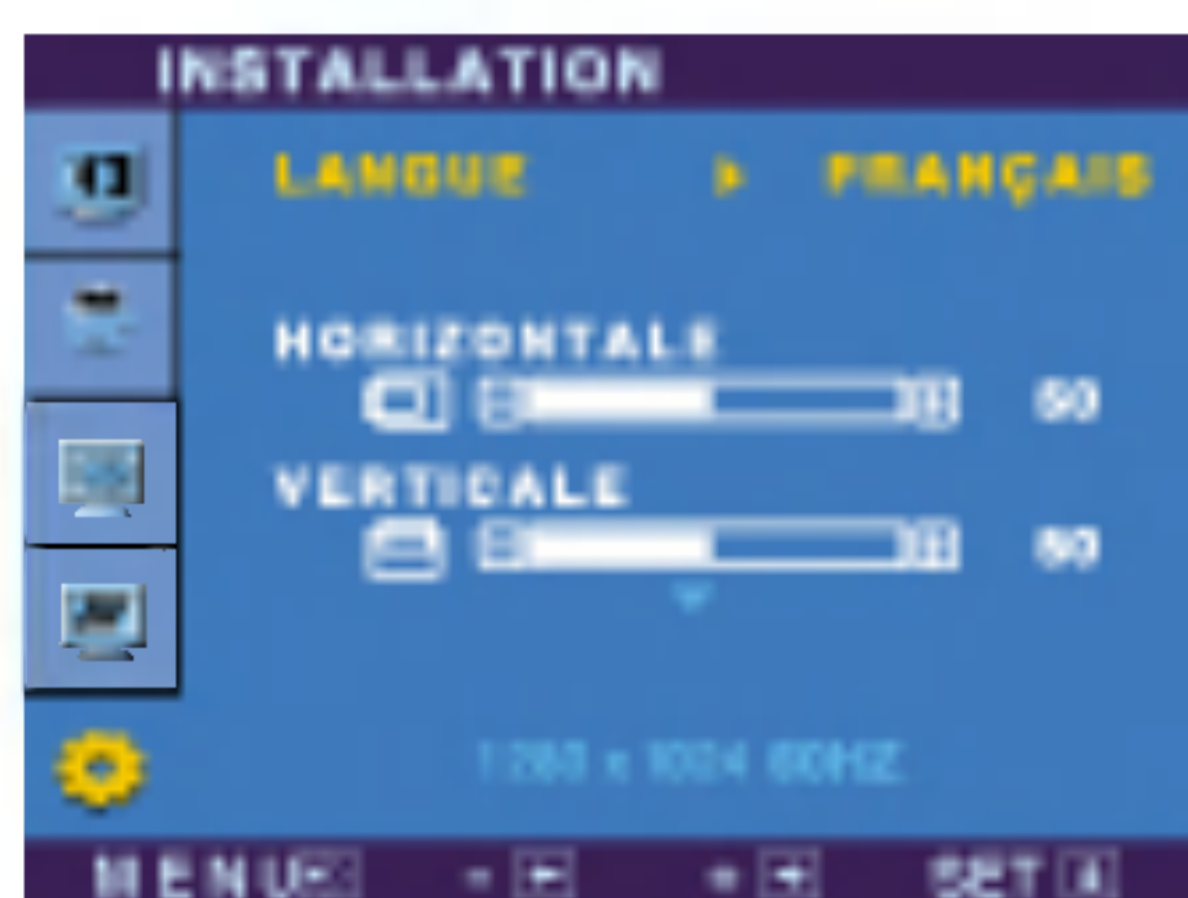 INSTALLATION
LANGUE FRANÇAIS
HORIZONTALE
50
VERTICALE
50
1280 x 1024 60HZ
MENU - + SET